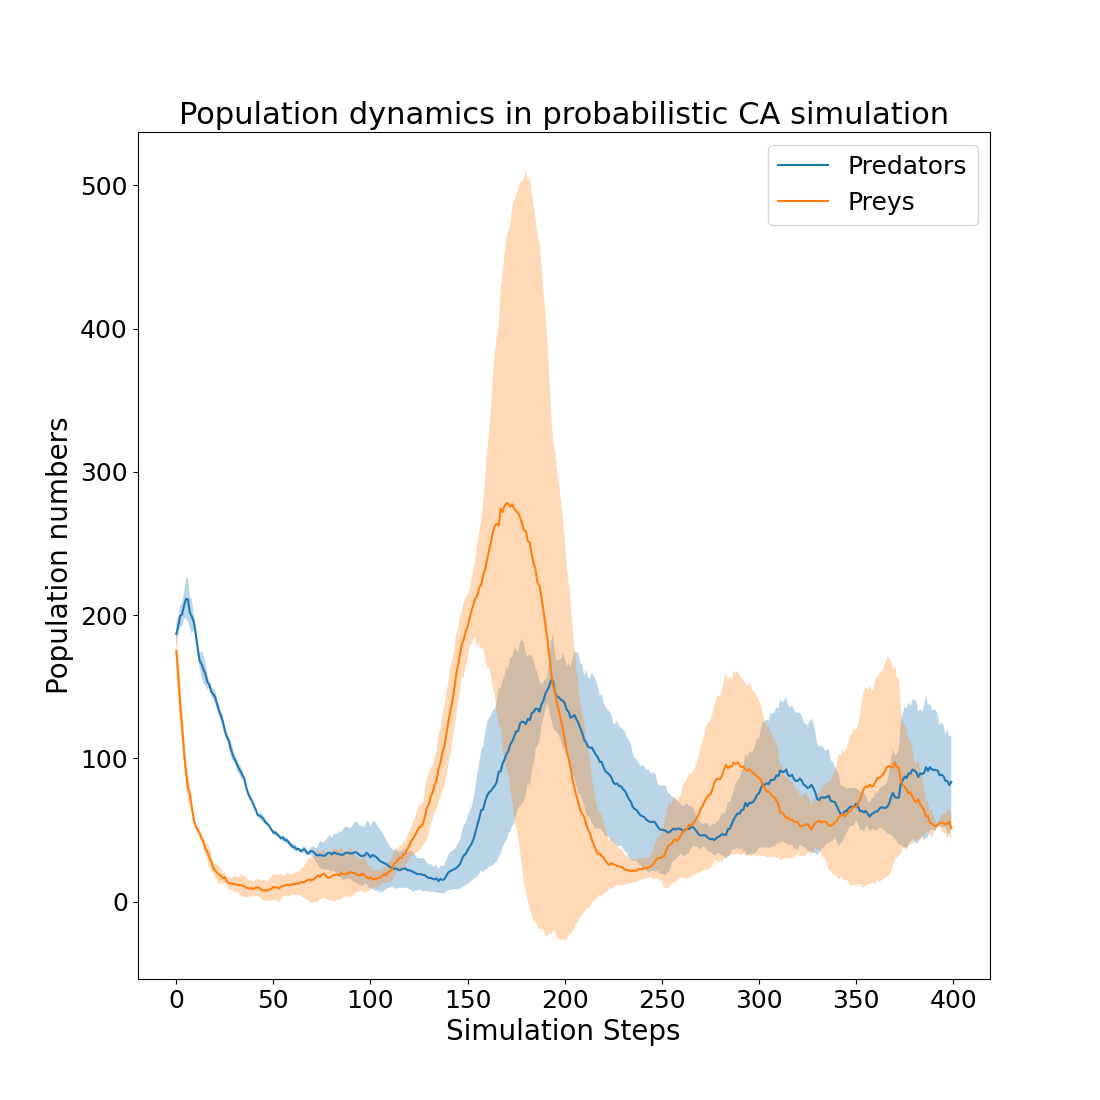 Population dynamics in probabilistic CA simulation
Predators
Preys
Population numbers
500
400
300
200
100
0
0 50 100 150 200 250 300 350 400
Simulation Steps